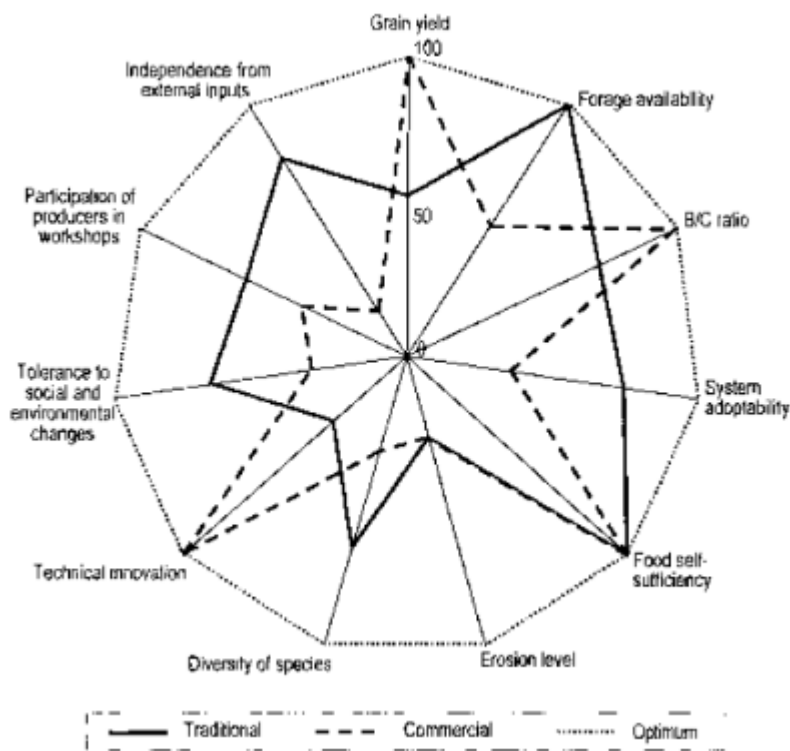 Grain yield
100
Independence from
external inputs
Forage availability
Participation of
producers in
workshops
50
B/C ratio
0
Tolerance to
social and
environmental
changes
System
adoptability
Technical innovation
Food self-
sufficiency
Diversity of species
Erosion level
Traditional
Commercial
Optimum